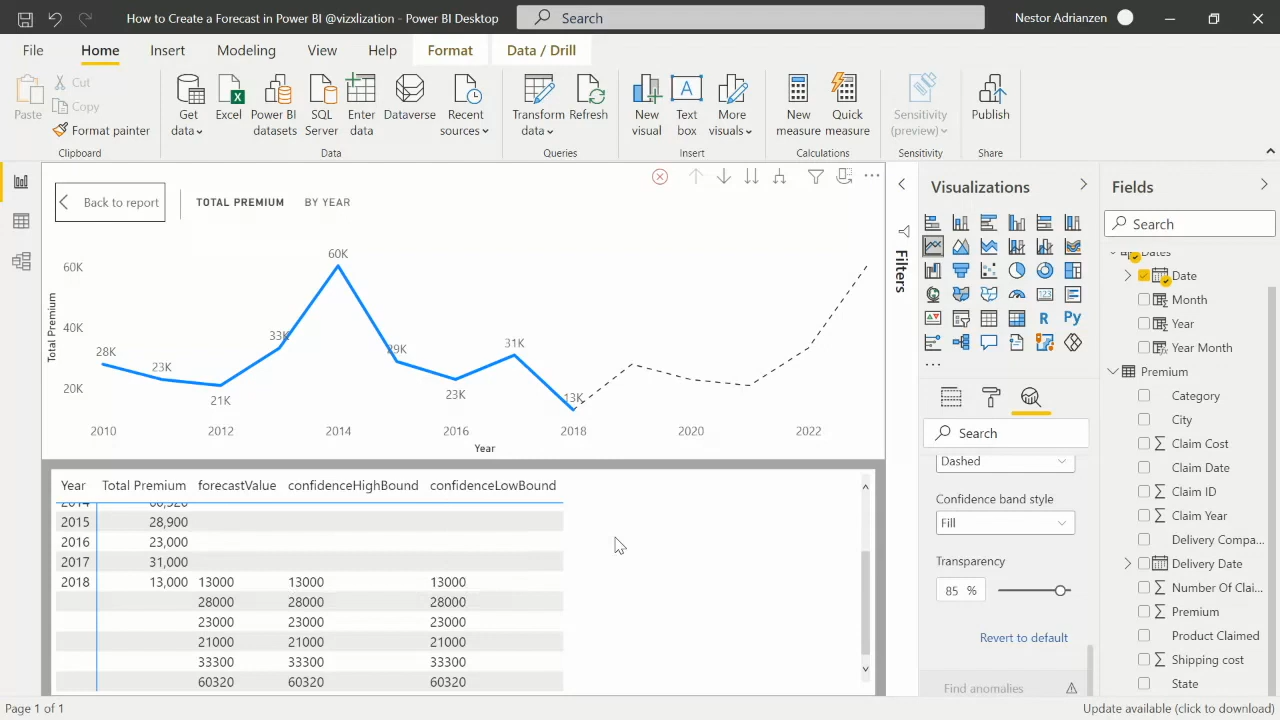 How to Create a Forecast in Power BI @vizxlization - Power BI Desktop
Search
Nestor Adrianzen
File
Home
Insert
Modeling
View
Help
Format
Data / Drill
Paste
Cut
Copy
Format painter
Clipboard
Get
data
Excel
Power BI
datasets
SQL
Server
Enter
data
Dataverse
Recent
sources
Data
Transform
data
Refresh
Queries
New
visual
Text
box
More
visuals
Insert
New
measure
Quick
measure
Calculations
Sensitivity
(preview)
Sensitivity
Publish
Share
Back to report
TOTAL PREMIUM
BY YEAR
60K
40K
20K
Total Premium
28K
23K
21K
33K
60K
29K
23K
31K
13K
2010
2012
2014
2016
2018
2020
2022
Year
Year Total Premium forecastValue confidenceHighBound confidenceLowBound
2014 60,320
2015 28,900
2016 23,000
2017 31,000
2018 13,000 13000 13000 13000
28000 28000 28000
23000 23000 23000
21000 21000 21000
33300 33300 33300
60320 60320 60320
Filters
Visualizations
R
Py
123
Search
Dashed
Confidence band style
Fill
Transparency
85 %
Revert to default
Find anomalies
Fields
Search
Dates
Date
Month
Year
Year Month
Premium
Category
City
Claim Cost
Claim Date
Claim ID
Claim Year
Delivery Compa...
Delivery Date
Number Of Clai...
Premium
Product Claimed
Shipping cost
State
Page 1 of 1
Update available (click to download)